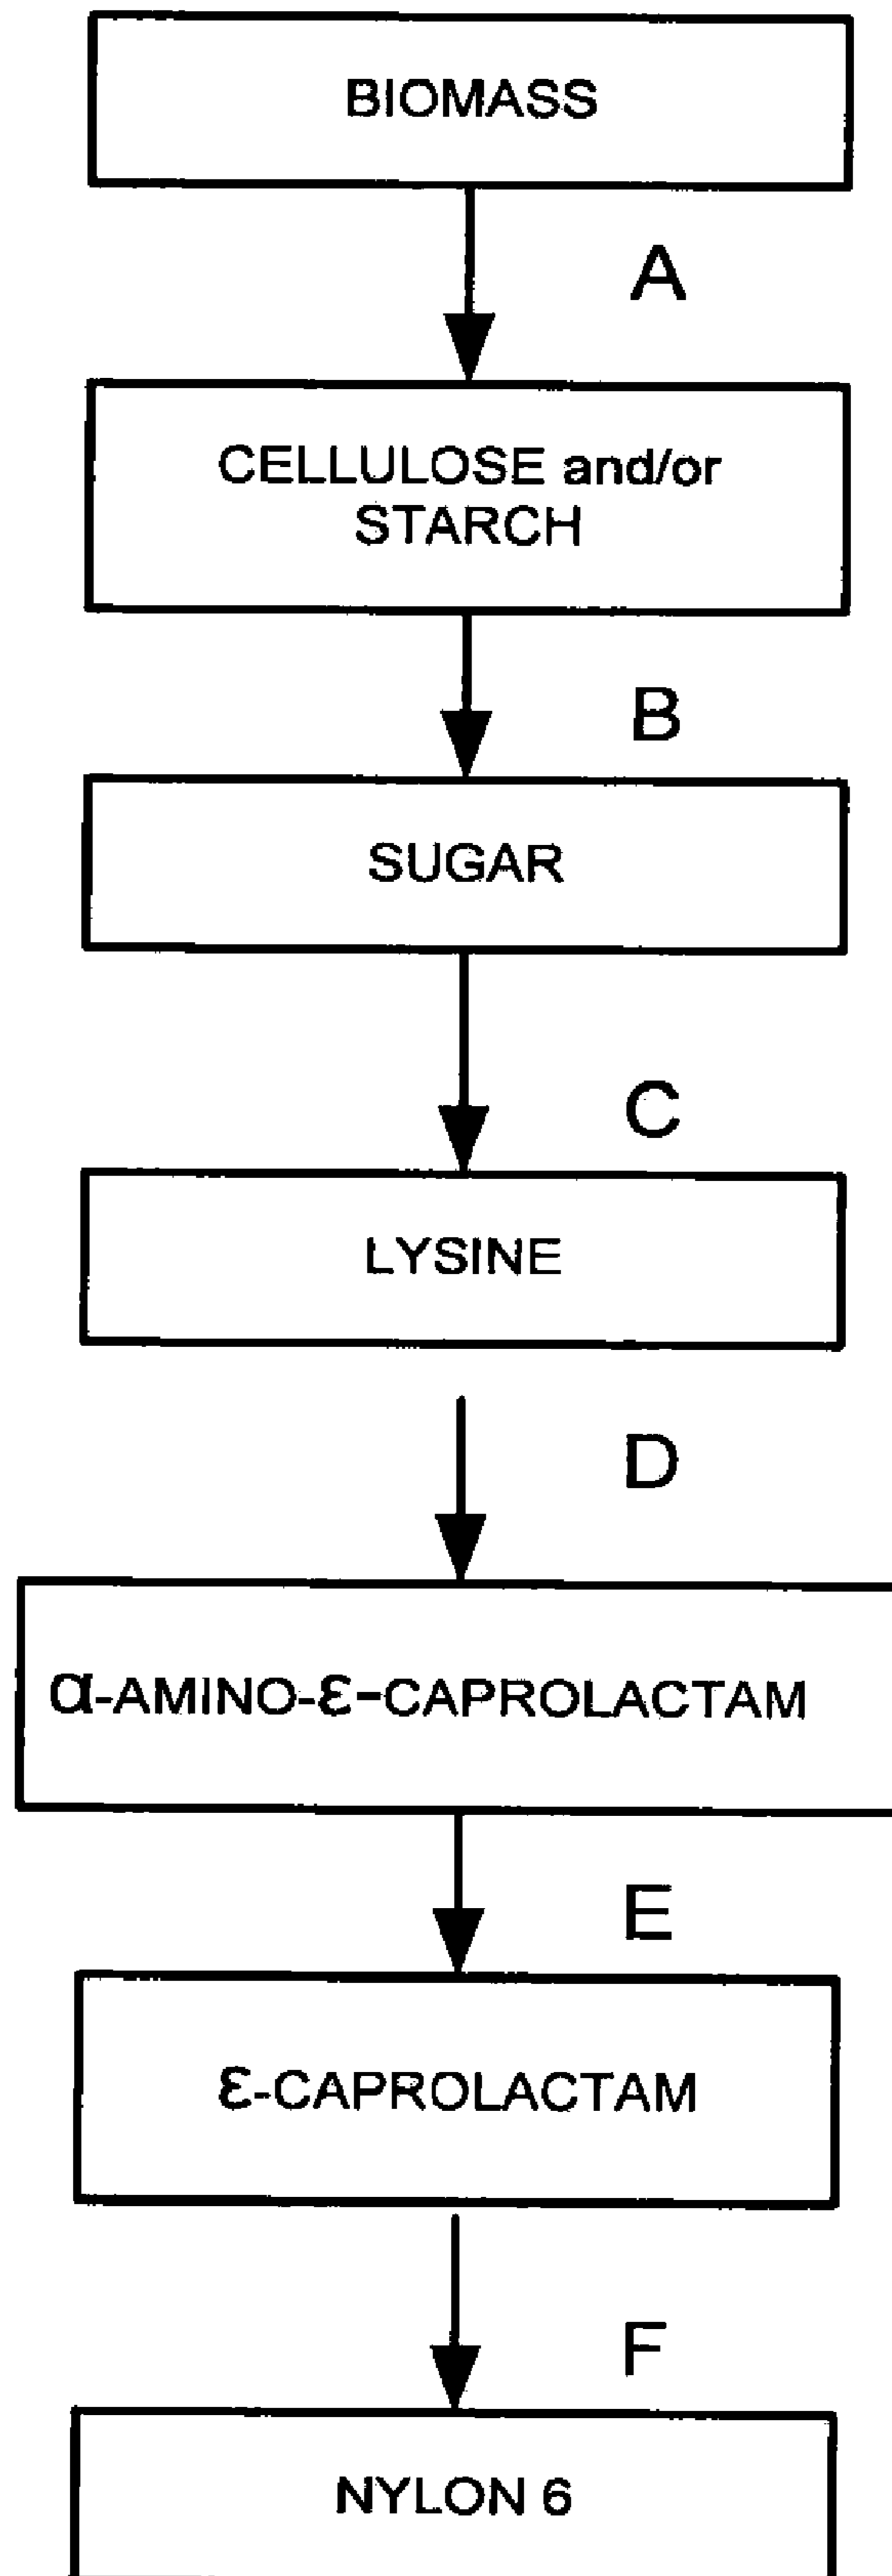 BIOMASS
A
CELLULOSE and/or
STARCH
B
SUGAR
C
LYSINE
D
α-AMINO-ε-CAPROLACTAM
E
ε-CAPROLACTAM
F
NYLON 6